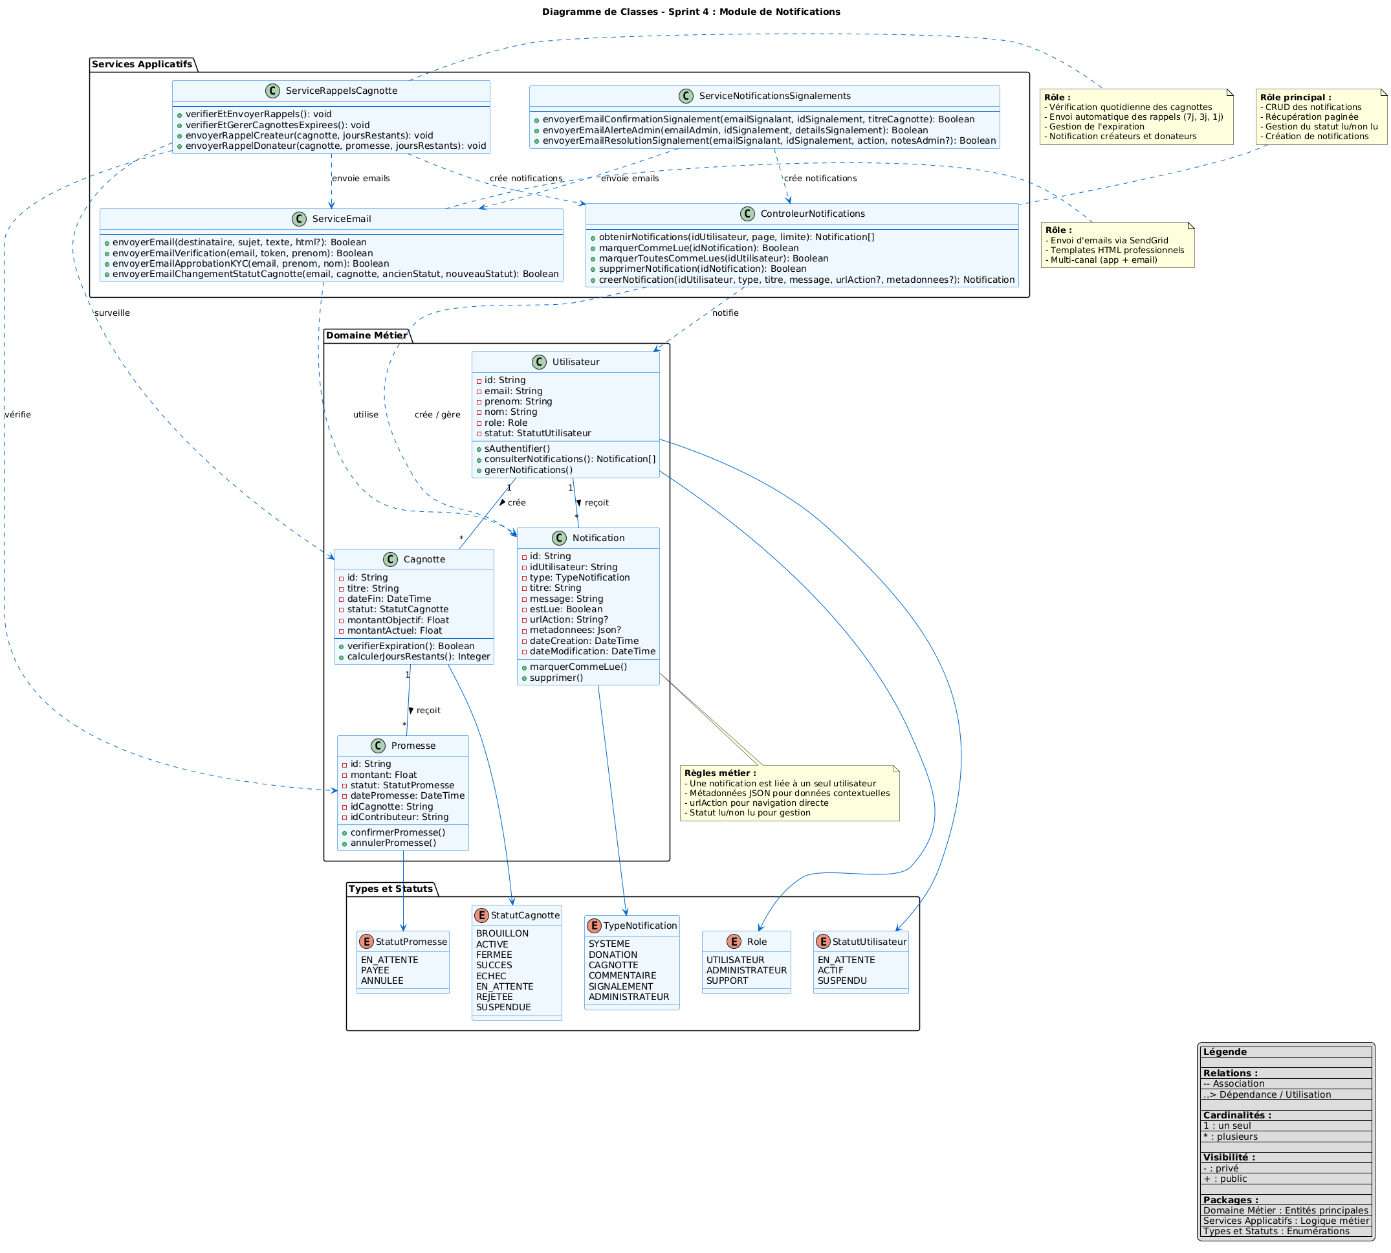 Diagramme de Classes - Sprint 4 : Module de Notifications
Services Applicatifs
C ServiceRappelsCagnotte
verifierEtEnvoyerRappels(): void
verifierEtGererCagnottesExpirees(): void
envoyerRappelCreateur(cagnotte, joursRestants): void
envoyerRappelDonateur(cagnotte, promesse, joursRestants): void
C ServiceNotificationsSignalements
envoyerEmailConfirmationSignalement(emailSignalant, idSignalement, titreCagnotte): Boolean
envoyerEmailAlerteAdmin(emailAdmin, idSignalement, detailsSignalement): Boolean
envoyerEmailResolutionSignalement(emailSignalant, idSignalement, action, notesAdmin?): Boolean
Rôle :
- Vérification quotidienne des cagnottes
- Envoi automatique des rappels (7j, 3j, 1j)
- Gestion de l'expiration
- Notification créateurs et donateurs
Rôle principal :
- CRUD des notifications
- Récupération paginée
- Gestion du statut lu/non lu
- Création de notifications
envoie emails
crée notifications
envoie emails
crée notifications
C ServiceEmail
envoyerEmail(destinataire, sujet, texte, html?): Boolean
envoyerEmailVerification(email, token, prenom): Boolean
envoyerEmailApprobationKYC(email, prenom, nom): Boolean
envoyerEmailChangementStatutCagnotte(email, cagnotte, ancienStatut, nouveauStatut): Boolean
C ControleurNotifications
obtenirNotifications(idUtilisateur, page, limite): Notification[]
marquerCommeLue(idNotification): Boolean
marquerToutesCommeLues(idUtilisateur): Boolean
supprimerNotification(idNotification): Boolean
creerNotification(idUtilisateur, type, titre, message, urlAction?, metadonnees?): Notification
Rôle :
- Envoi d'emails via SendGrid
- Templates HTML professionnels
- Multi-canal (app + email)
surveille
notifie
Domaine Métier
C Utilisateur
id: String
email: String
prenom: String
nom: String
role: Role
statut: StatutUtilisateur
sAuthentifier()
consulterNotifications(): Notification[]
gererNotifications()
vérifie
utilise
crée / gère
1
crée
*
1
reçoit
*
C Cagnotte
id: String
titre: String
dateFin: DateTime
statut: StatutCagnotte
montantObjectif: Float
montantActuel: Float
verifierExpiration(): Boolean
calculerJoursRestants(): Integer
C Notification
id: String
idUtilisateur: String
type: TypeNotification
titre: String
message: String
estLue: Boolean
urlAction: String?
metadonnees: Json?
dateCreation: DateTime
dateModification: DateTime
marquerCommeLue()
supprimer()
1
reçoit
*
C Promesse
id: String
montant: Float
statut: StatutPromesse
datePromesse: DateTime
idCagnotte: String
idContributeur: String
confirmerPromesse()
annulerPromesse()
Règles métier :
- Une notification est liée à un seul utilisateur
- Métadonnées JSON pour données contextuelles
- urlAction pour navigation directe
- Statut lu/non lu pour gestion
Types et Statuts
E StatutPromesse
EN_ATTENTE
PAYEE
ANNULEE
E StatutCagnotte
BROUILLON
ACTIVE
FERMEE
SUCCES
ECHEC
EN_ATTENTE
REJETEE
SUSPENDUE
E TypeNotification
SYSTEME
DONATION
CAGNOTTE
COMMENTAIRE
SIGNALEMENT
ADMINISTRATEUR
E Role
UTILISATEUR
ADMINISTRATEUR
SUPPORT
E StatutUtilisateur
EN_ATTENTE
ACTIF
SUSPENDU
Légende
Relations :
-- Association
..> Dépendance / Utilisation
Cardinalités :
1 : un seul
* : plusieurs
Visibilité :
- : privé
+ : public
Packages :
Domaine Métier : Entités principales
Services Applicatifs : Logique métier
Types et Statuts : Enumérations